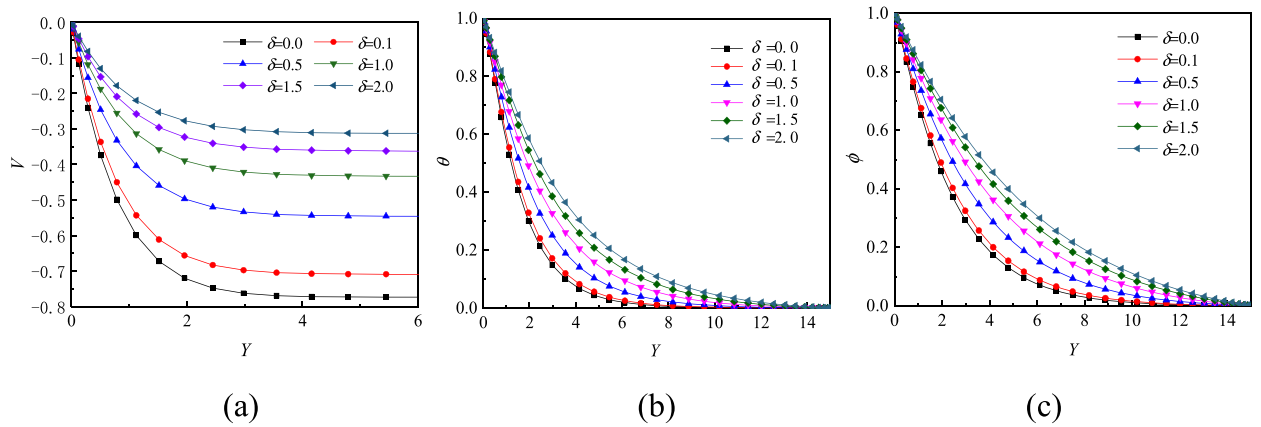 0.0
-0.1
-0.2
-0.3
-0.4
-0.5
-0.6
-0.7
-0.8
V
δ=0.0 δ=0.1
δ=0.5 δ=1.0
δ=1.5 δ=2.0
0 2 4 6
Y
(a)
1.0
0.8
0.6
0.4
0.2
0.0
θ
δ =0.0
δ =0.1
δ =0.5
δ =1.0
δ =1.5
δ =2.0
0 2 4 6 8 10 12 14
Y
(b)
1.0
0.8
0.6
0.4
0.2
0.0
ϕ
δ=0.0
δ=0.1
δ=0.5
δ=1.0
δ=1.5
δ=2.0
0 2 4 6 8 10 12 14
Y
(c)